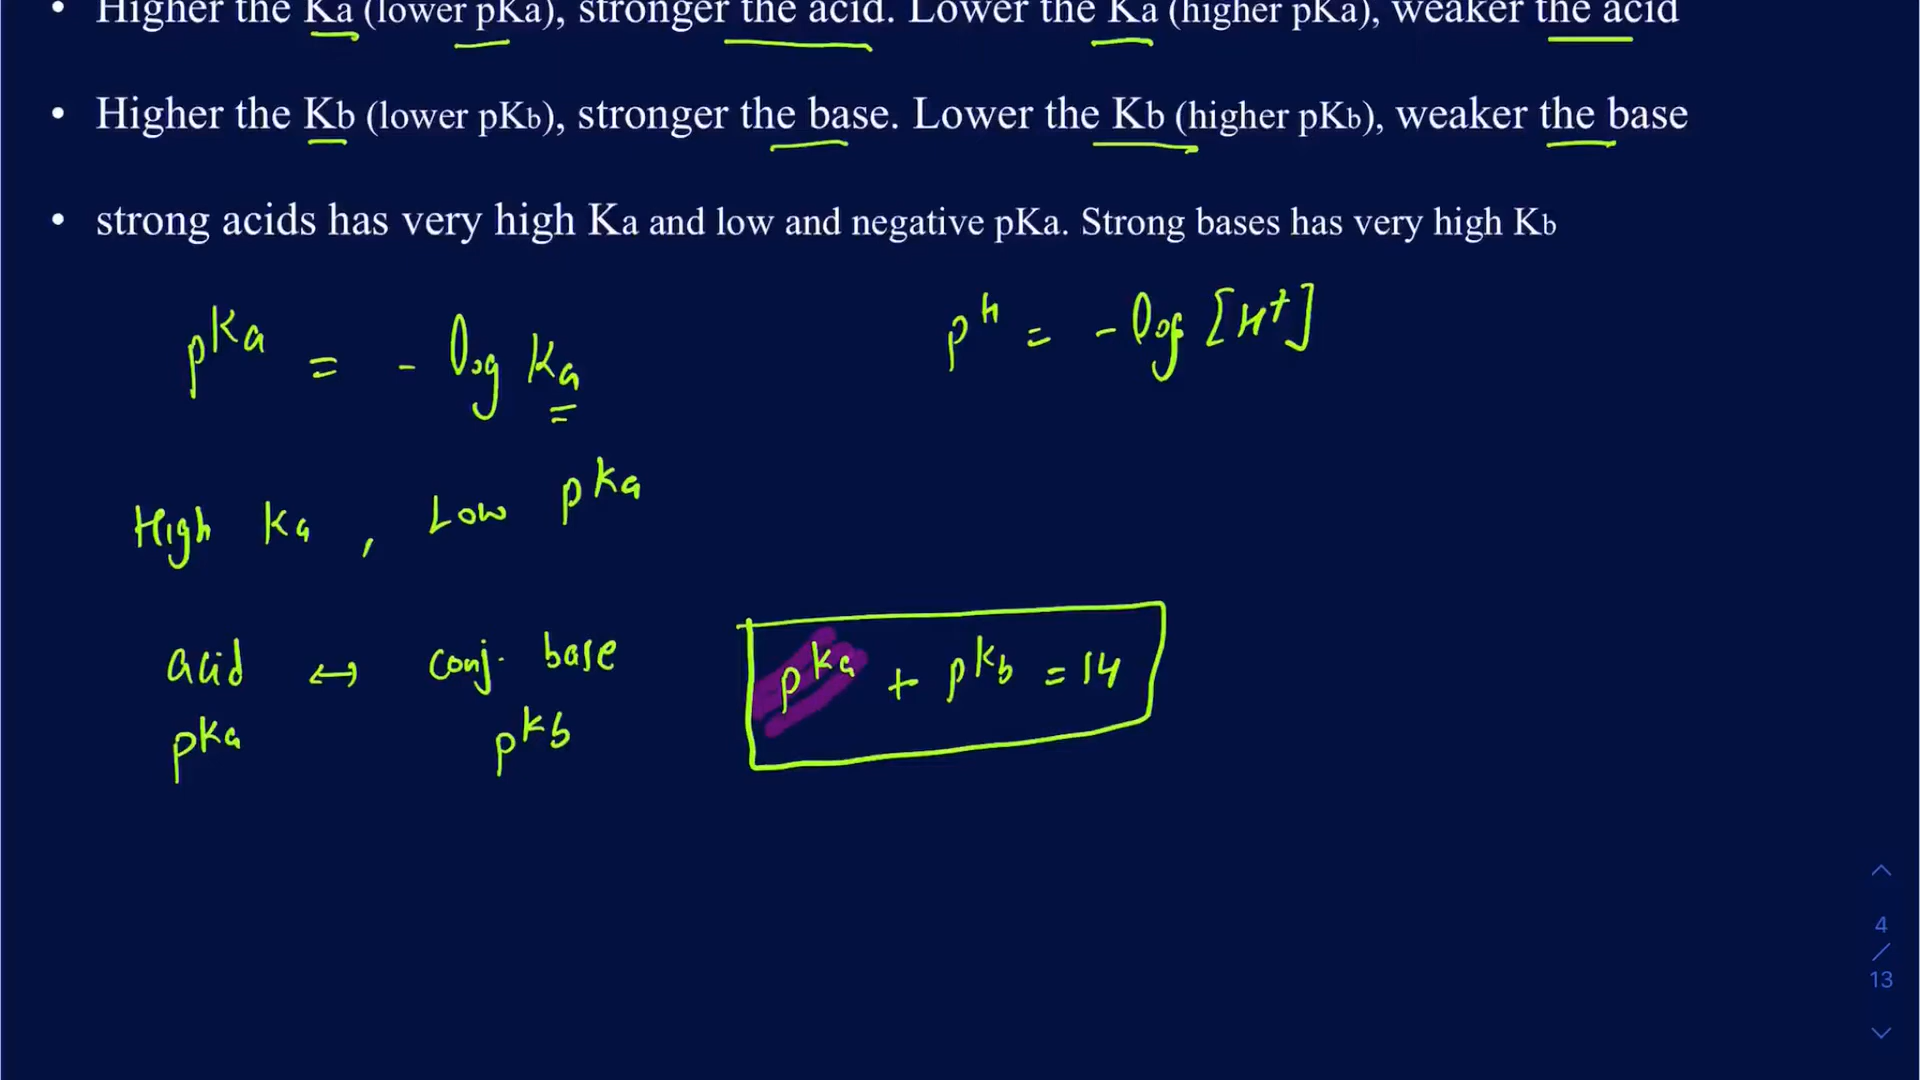 Higher the Ka (lower pKa), stronger the acid. Lower the Ka (higher pKa), weaker the acid
• Higher the Kb (lower pKb), stronger the base. Lower the Kb (higher pKb), weaker the base
• strong acids has very high Ka and low and negative pKa. Strong bases has very high Kb
pKa = - log Ka
pH = - log [H+]
High Ka , Low pKa
acid ↔ conj. base
pKa + pKb = 14
pKa pKb
4
/
13